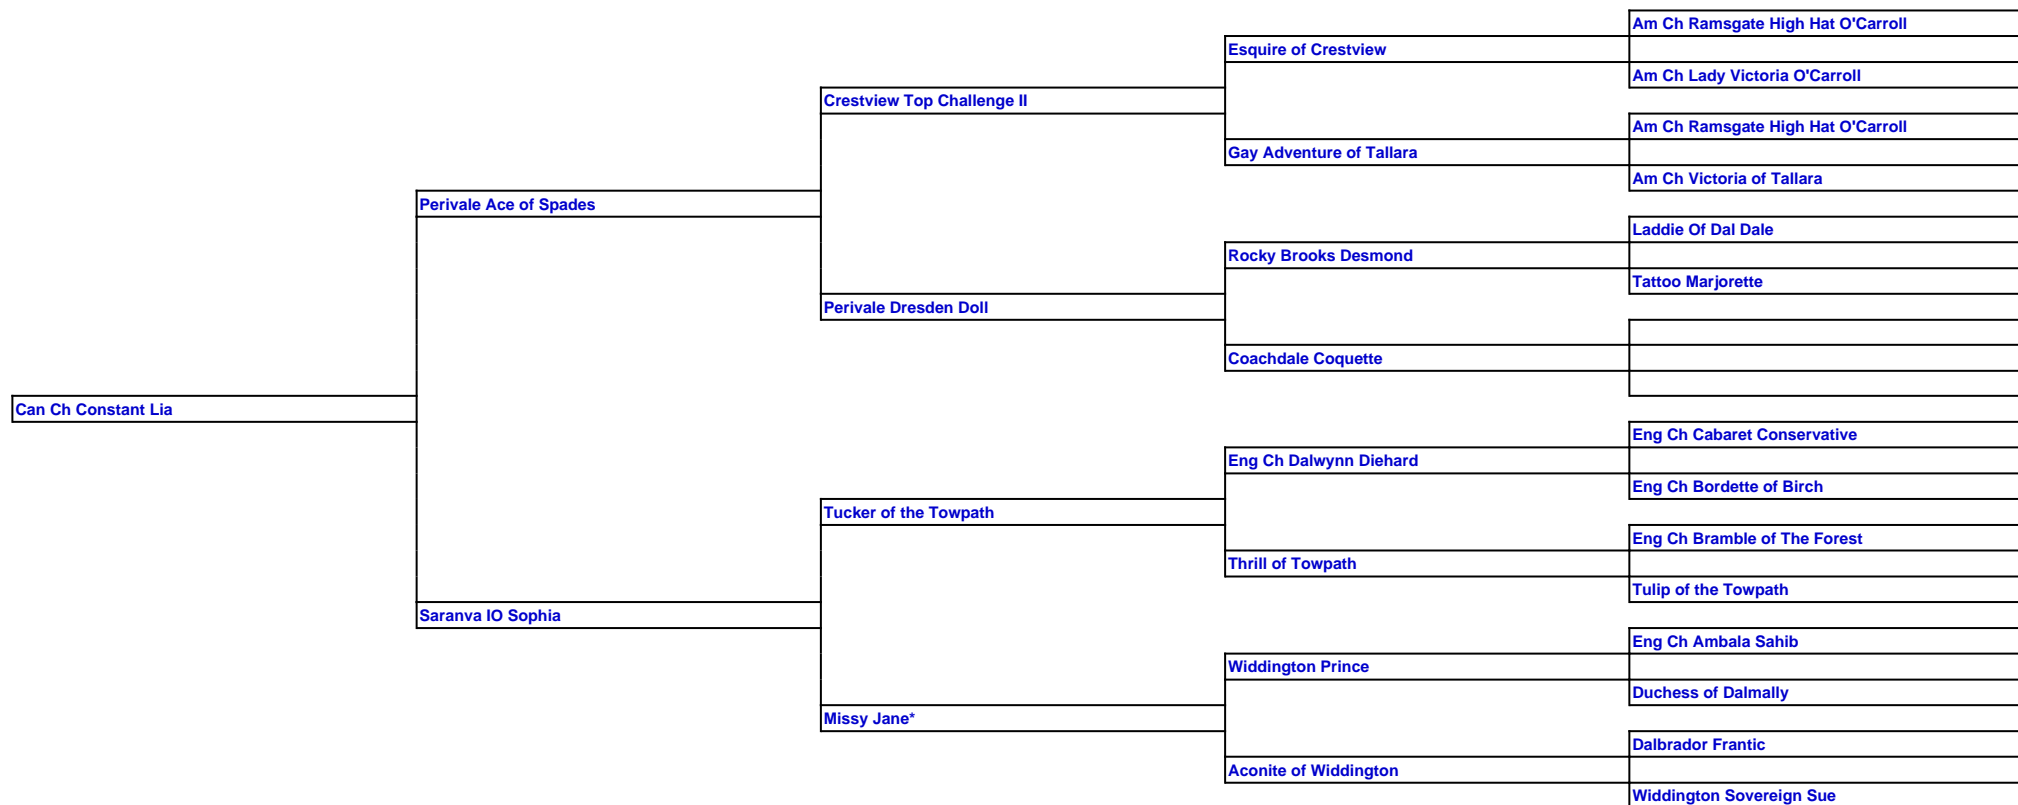 Am Ch Ramsgate High Hat O'Carroll
Esquire of Crestview
Am Ch Lady Victoria O'Carroll
Crestview Top Challenge II
Am Ch Ramsgate High Hat O'Carroll
Gay Adventure of Tallara
Am Ch Victoria of Tallara
Perivale Ace of Spades
Laddie Of Dal Dale
Rocky Brooks Desmond
Tattoo Marjorette
Perivale Dresden Doll
Coachdale Coquette
Can Ch Constant Lia
Eng Ch Cabaret Conservative
Eng Ch Dalwynn Diehard
Eng Ch Bordette of Birch
Tucker of the Towpath
Eng Ch Bramble of The Forest
Thrill of Towpath
Tulip of the Towpath
Saranva IO Sophia
Eng Ch Ambala Sahib
Widdington Prince
Duchess of Dalmally
Missy Jane*
Dalbrador Frantic
Aconite of Widdington
Widdington Sovereign Sue